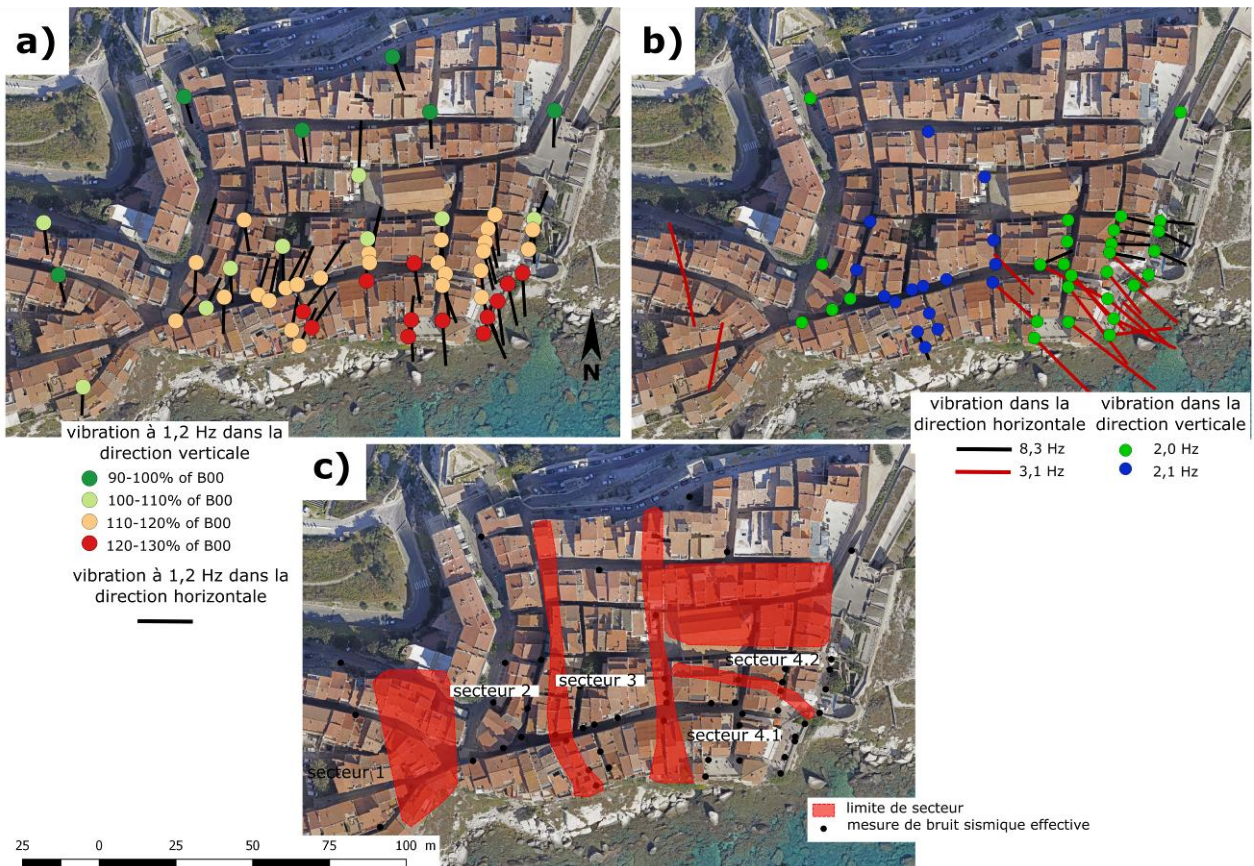 a)
b)
N
vibration à 1,2 Hz dans la
direction verticale
90-100% of B00
100-110% of B00
110-120% of B00
120-130% of B00
vibration à 1,2 Hz dans la
direction horizontale
vibration dans la
direction horizontale
8,3 Hz
3,1 Hz
vibration dans la
direction verticale
2,0 Hz
2,1 Hz
c)
secteur 1
secteur 2
secteur 3
secteur 4.2
secteur 4.1
limite de secteur
mesure de bruit sismique effective
25 0 25 50 75 100 m